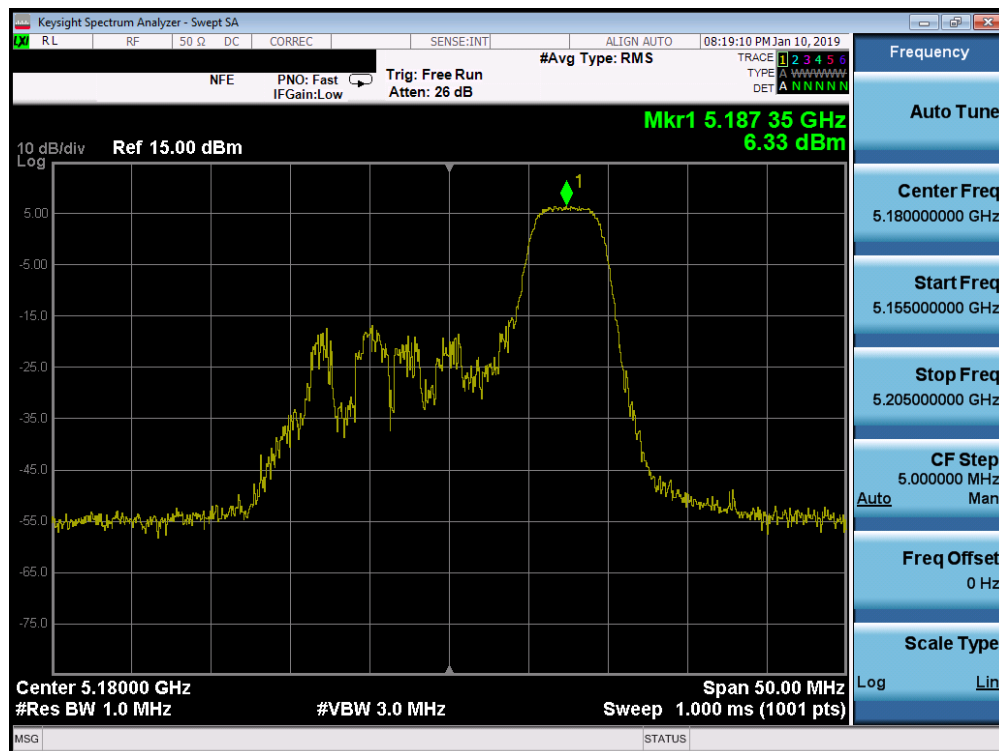 Keysight Spectrum Analyzer - Swept SA
LXI RL RF 50 Ω DC CORREC SENSE:INT ALIGN AUTO 08:19:10 PM Jan 10, 2019
NFE PNO: Fast Trig: Free Run #Avg Type: RMS TRACE 1 2 3 4 5 6
IFGain:Low Atten: 26 dB TYPE A WWWWW
DET A N N N N N
Mkr1 5.187 35 GHz
6.33 dBm
10 dB/div Ref 15.00 dBm
Log
1
5.00
-5.00
-15.0
-25.0
-35.0
-45.0
-55.0
-65.0
-75.0
Center 5.18000 GHz Span 50.00 MHz
#Res BW 1.0 MHz #VBW 3.0 MHz Sweep 1.000 ms (1001 pts)
MSG STATUS
Frequency
Auto Tune
Center Freq
5.180000000 GHz
Start Freq
5.155000000 GHz
Stop Freq
5.205000000 GHz
CF Step
5.000000 MHz
Auto Man
Freq Offset
0 Hz
Scale Type
Log Lin